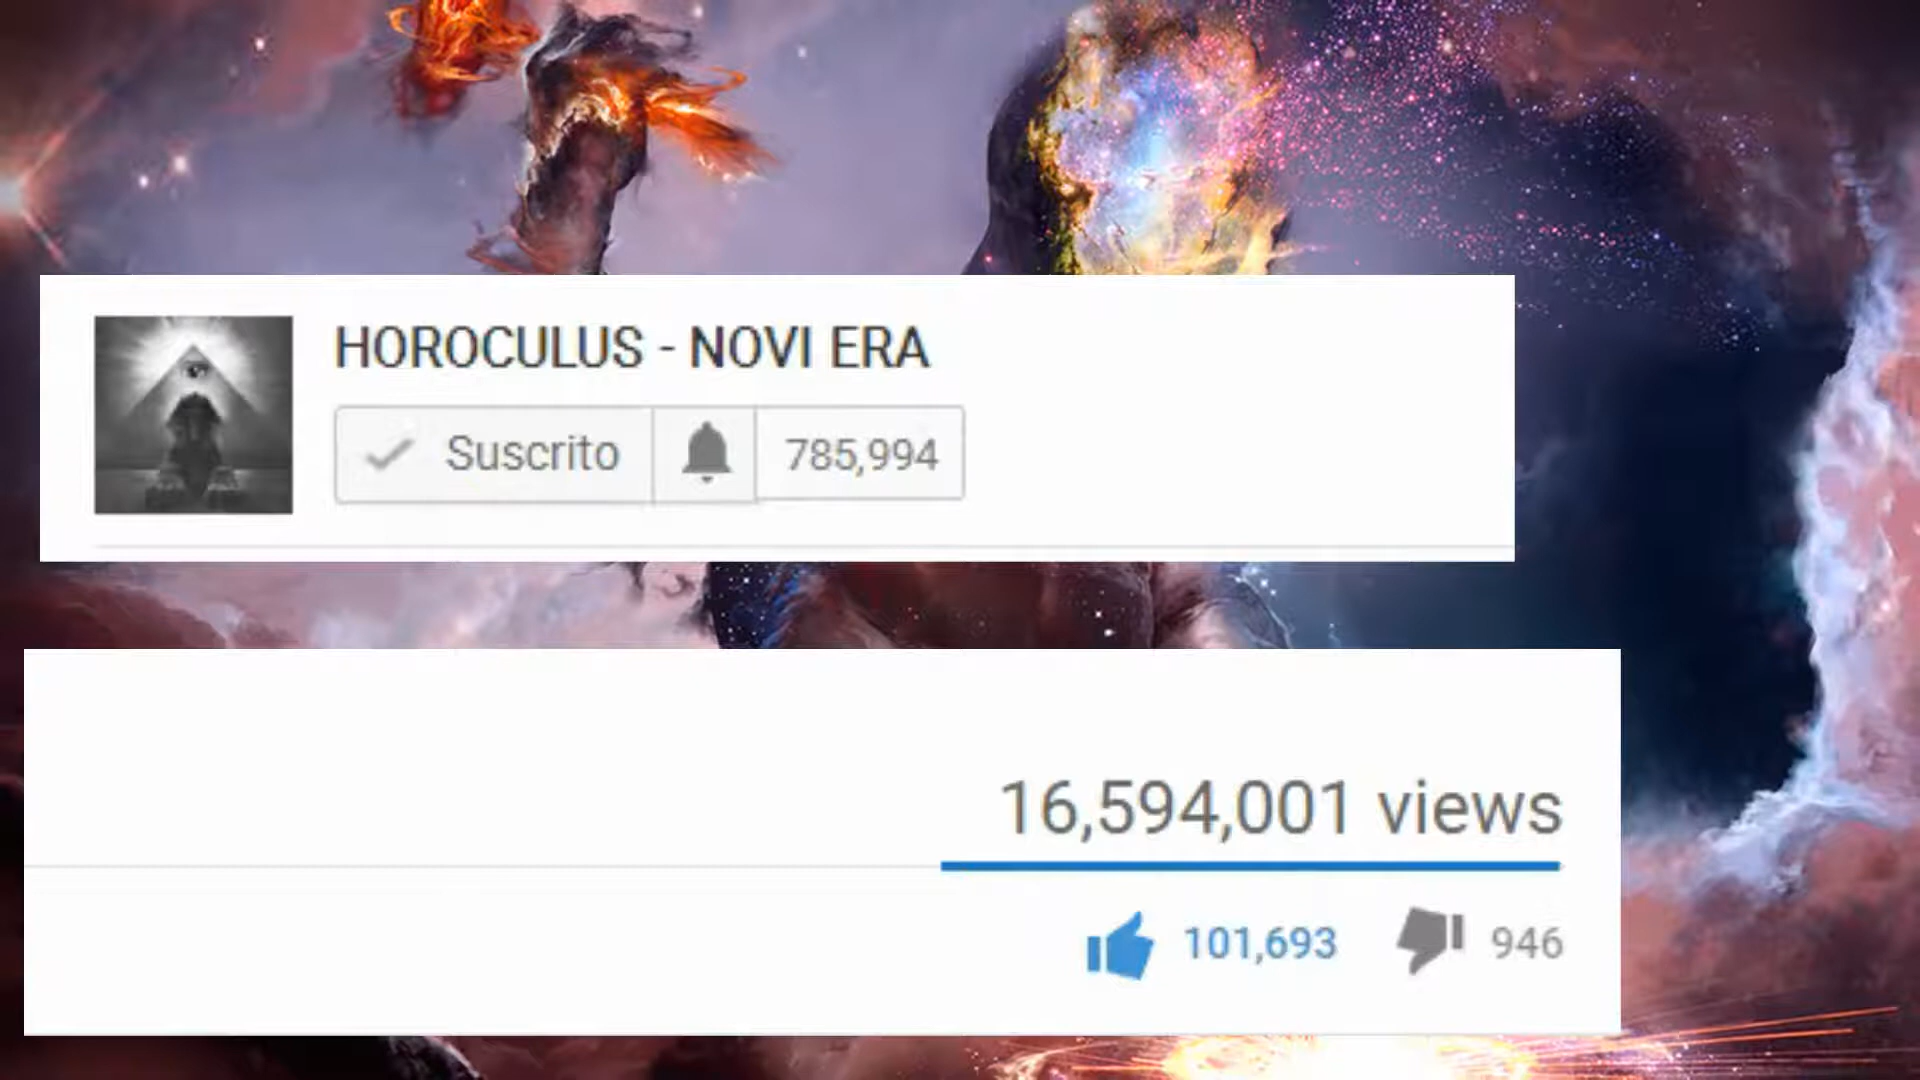 HOROCULUS - NOVI ERA
Suscrito 785,994
16,594,001 views
101,693 946